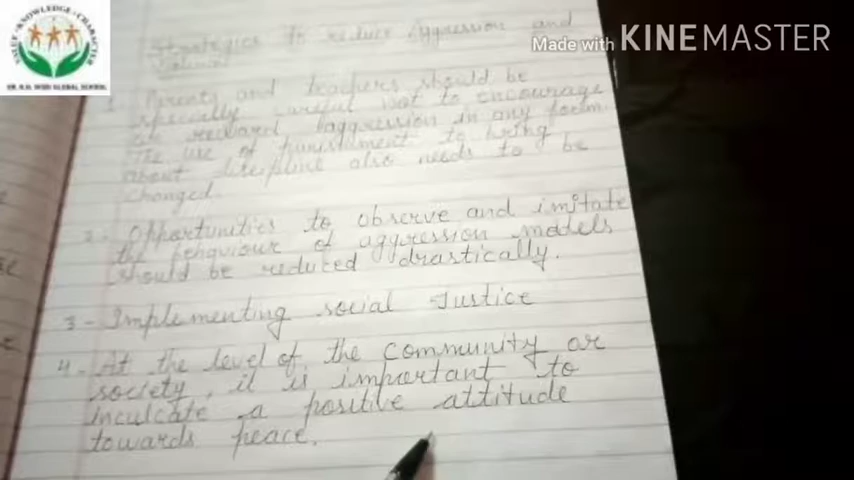 VALUE • KNOWLEDGE • CHARACTER
Made with KINEMASTER
Strategies to reduce Aggression and
1. Parents and teachers should be
specially careful not to encourage
or reward aggression in any form.
The use of punishment to bring
about discipline also needs to be
changed.
2. Opportunities to observe and imitate
the behaviour of aggression models
should be reduced drastically.
3 - Implementing social Justice
4. At the level of the community or
society, it is important to
inculcate a positive attitude
towards peace.